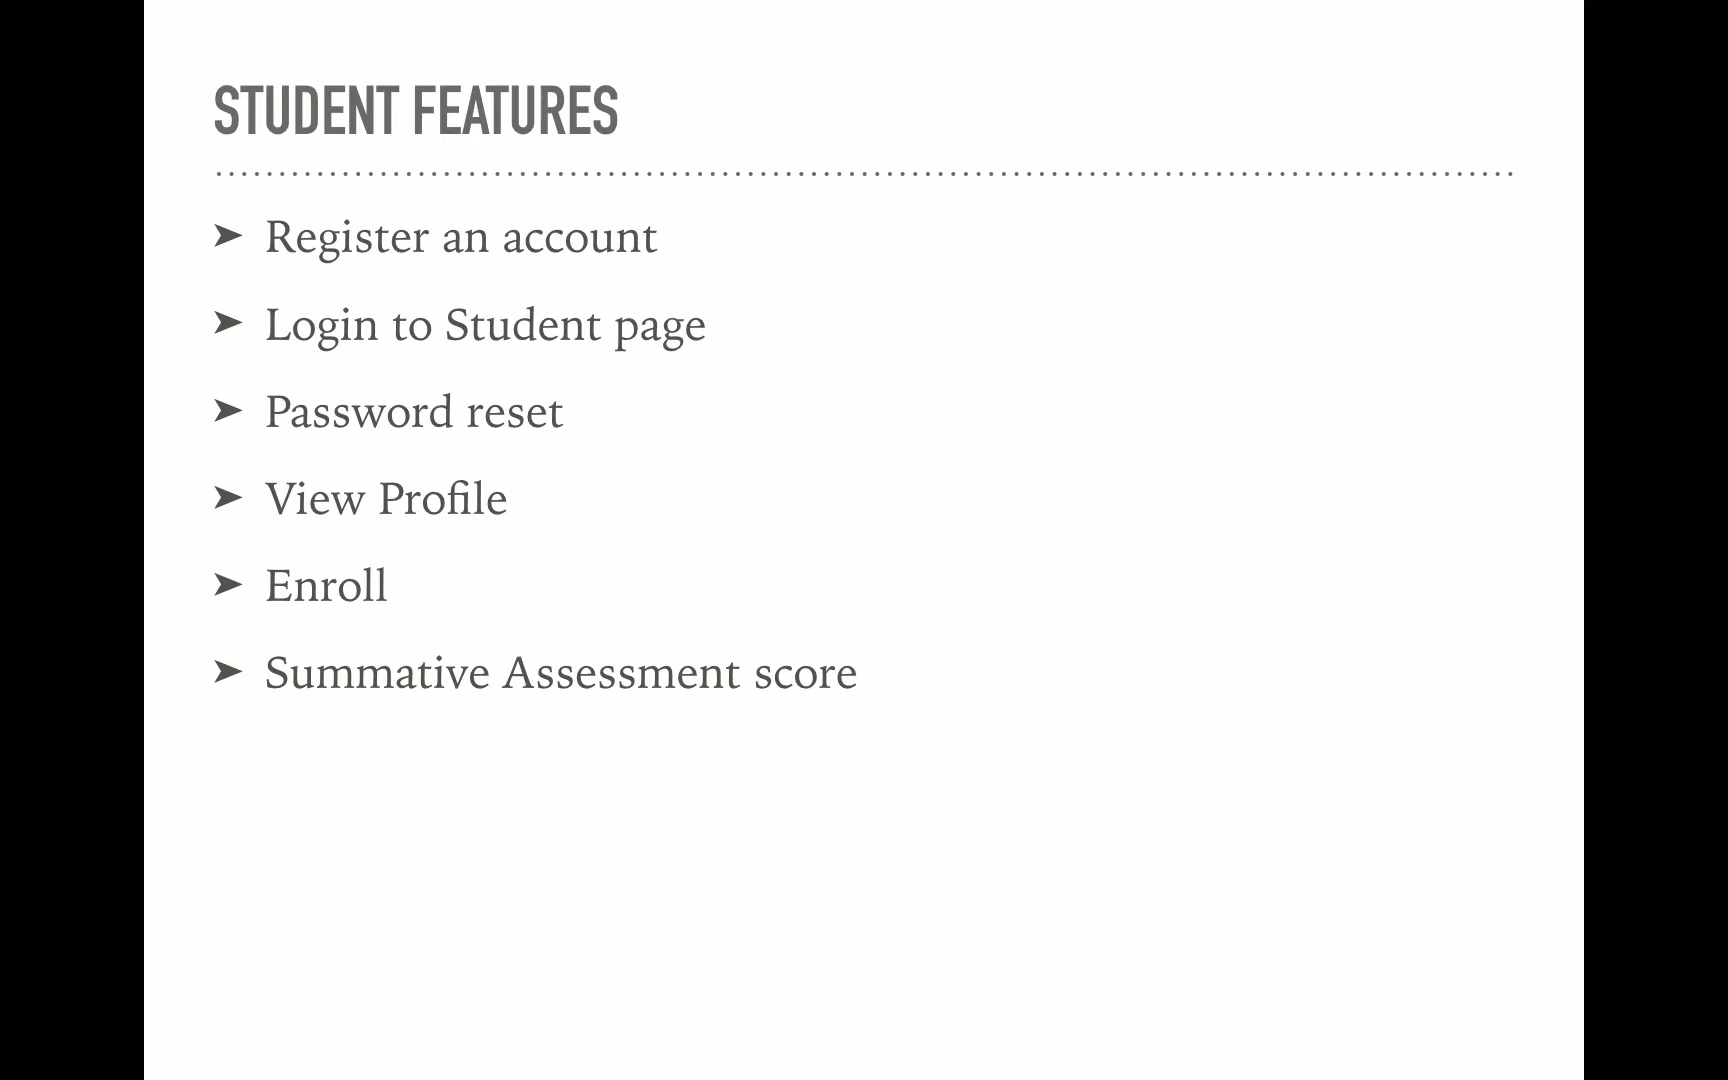 STUDENT FEATURES
➤ Register an account
➤ Login to Student page
➤ Password reset
➤ View Profile
➤ Enroll
➤ Summative Assessment score